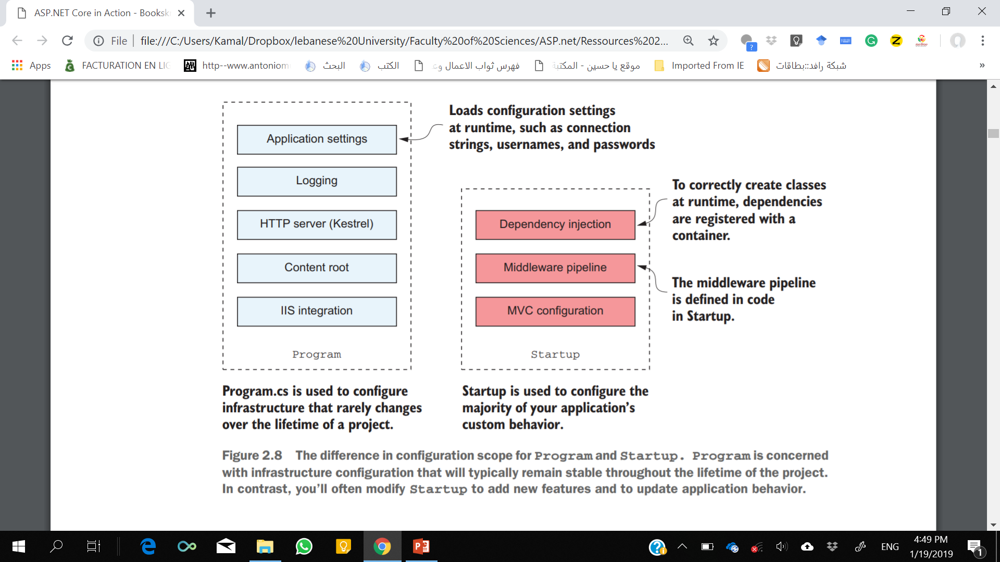 ASP.NET Core in Action - Booksk
File
file:///C:/Users/Kamal/Dropbox/lebanese%20University/Faculty%20of%20Sciences/ASP.net/Ressources%202...
Apps
FACTURATION EN LIG
http--www.antoniom
البحث
الكتب
فهرس ثواب الاعمال وع
موقع يا حسين - المكتبة
Imported From IE
شبكة رافد::بطاقات
»
Application settings
Logging
HTTP server (Kestrel)
Content root
IIS integration
Program
Loads configuration settings
at runtime, such as connection
strings, usernames, and passwords
Dependency injection
Middleware pipeline
MVC configuration
Startup
To correctly create classes
at runtime, dependencies
are registered with a
container.
The middleware pipeline
is defined in code
in Startup.
Program.cs is used to configure
infrastructure that rarely changes
over the lifetime of a project.
Startup is used to configure the
majority of your application's
custom behavior.
Figure 2.8 The difference in configuration scope for Program and Startup. Program is concerned
with infrastructure configuration that will typically remain stable throughout the lifetime of the project.
In contrast, you'll often modify Startup to add new features and to update application behavior.
ENG
4:49 PM
1/19/2019
1